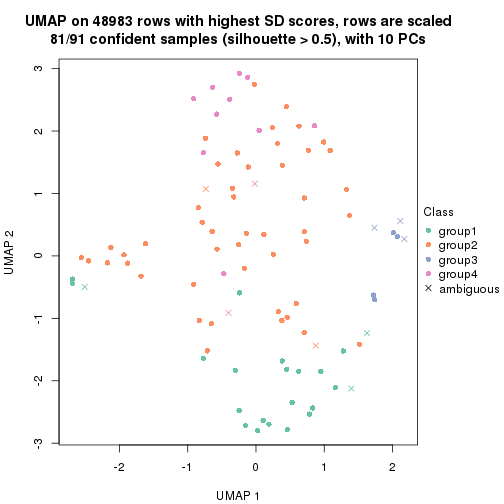 UMAP on 48983 rows with highest SD scores, rows are scaled
81/91 confident samples (silhouette > 0.5), with 10 PCs
3
2
1
0
-1
-2
-3
UMAP 2
-2
-1
0
1
2
UMAP 1
Class
group1
group2
group3
group4
ambiguous